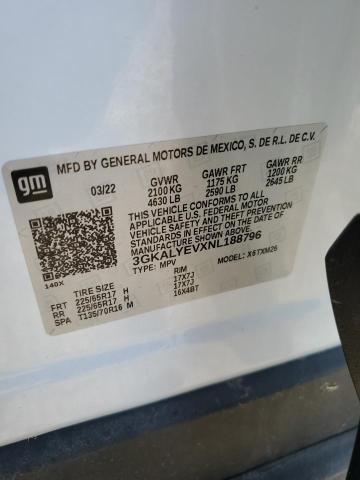 gm
MFD BY GENERAL MOTORS DE MEXICO, S. DE R.L. DE C.V.
03/22 GVWR GAWR FRT GAWR RR
2100 KG 1175 KG 1200 KG
4630 LB 2590 LB 2645 LB
THIS VEHICLE CONFORMS TO ALL
APPLICABLE U.S. FEDERAL MOTOR
VEHICLE SAFETY AND THEFT
PREVENTION STANDARDS IN
EFFECT ON THE DATE OF
MANUFACTURE SHOWN ABOVE.
3GKALYEVXNL188796
140X TYPE: MPV MODEL: X6TXM26
TIRE SIZE RIM
FRT 225/65R17 H 17X7J
RR 225/65R17 H 17X7J
SPA T135/70R16 M 16X4BT